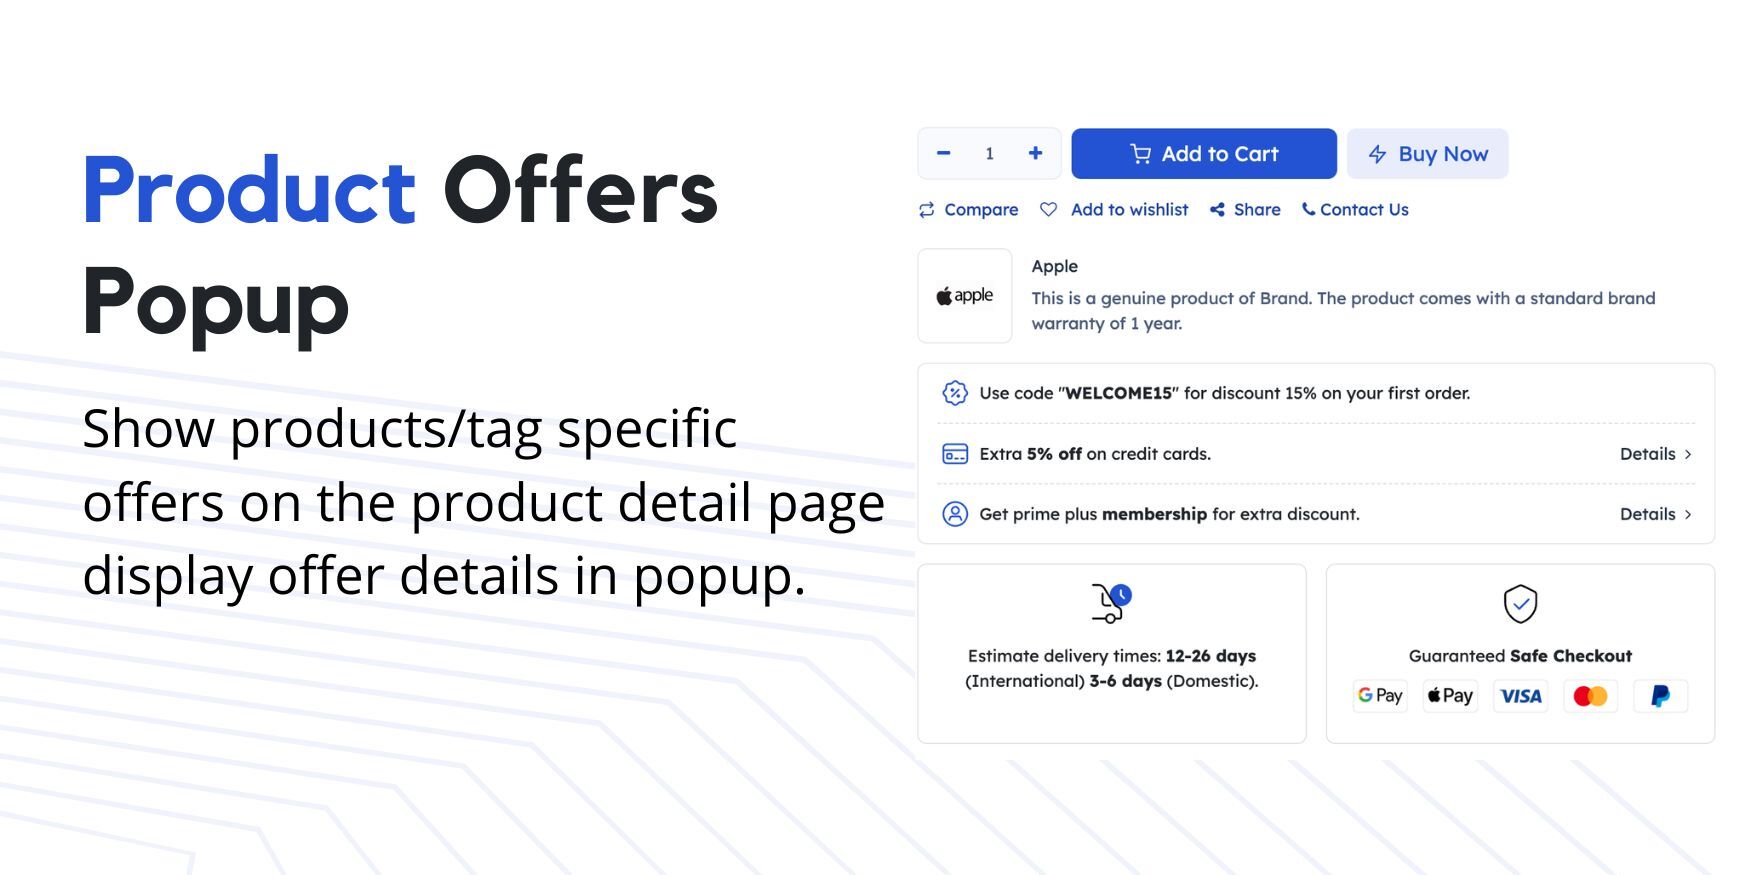 Product Offers
Popup
Show products/tag specific
offers on the product detail page
display offer details in popup.
1
Add to Cart
Buy Now
Compare
Add to wishlist
Share
Contact Us
apple
Apple
This is a genuine product of Brand. The product comes with a standard brand
warranty of 1 year.
Use code "WELCOME15" for discount 15% on your first order.
Extra 5% off on credit cards.
Details
Get prime plus membership for extra discount.
Details
Estimate delivery times: 12-26 days
(International) 3-6 days (Domestic).
Guaranteed Safe Checkout
G Pay
Pay
VISA